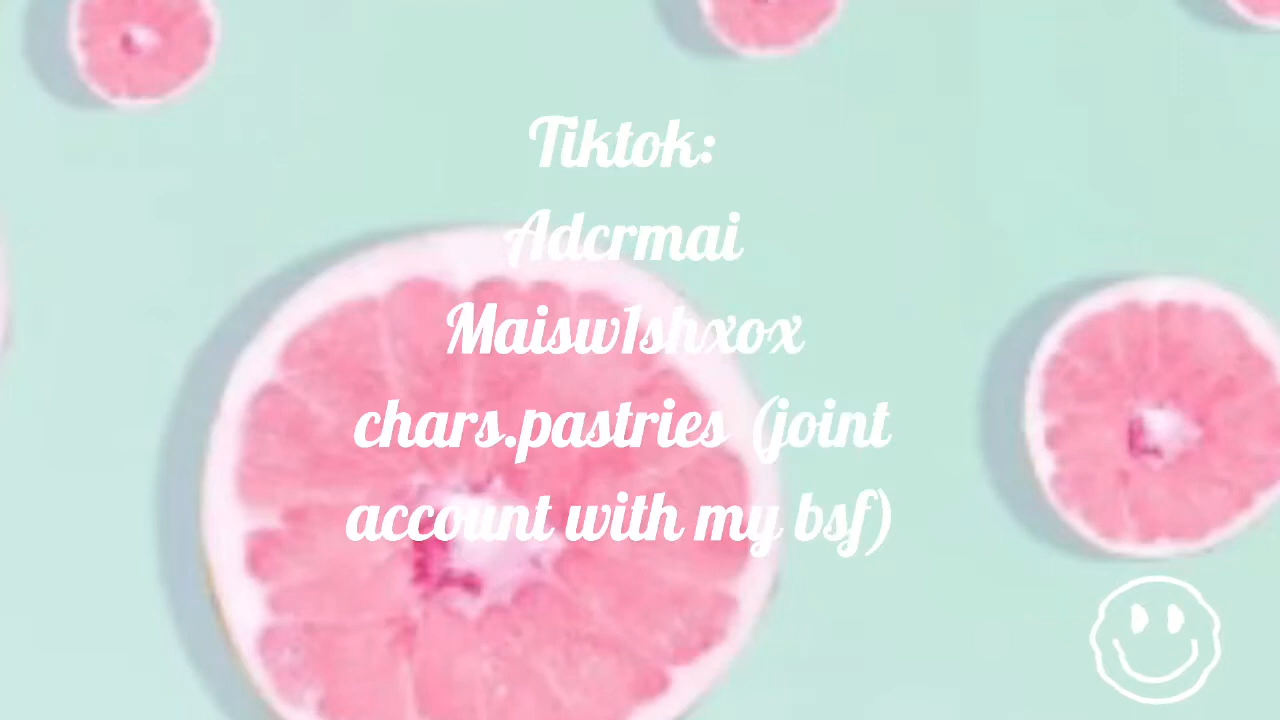 Tiktok:
Adcrmai
Maisw1shxox
chars.pastries (joint
account with my bsf)